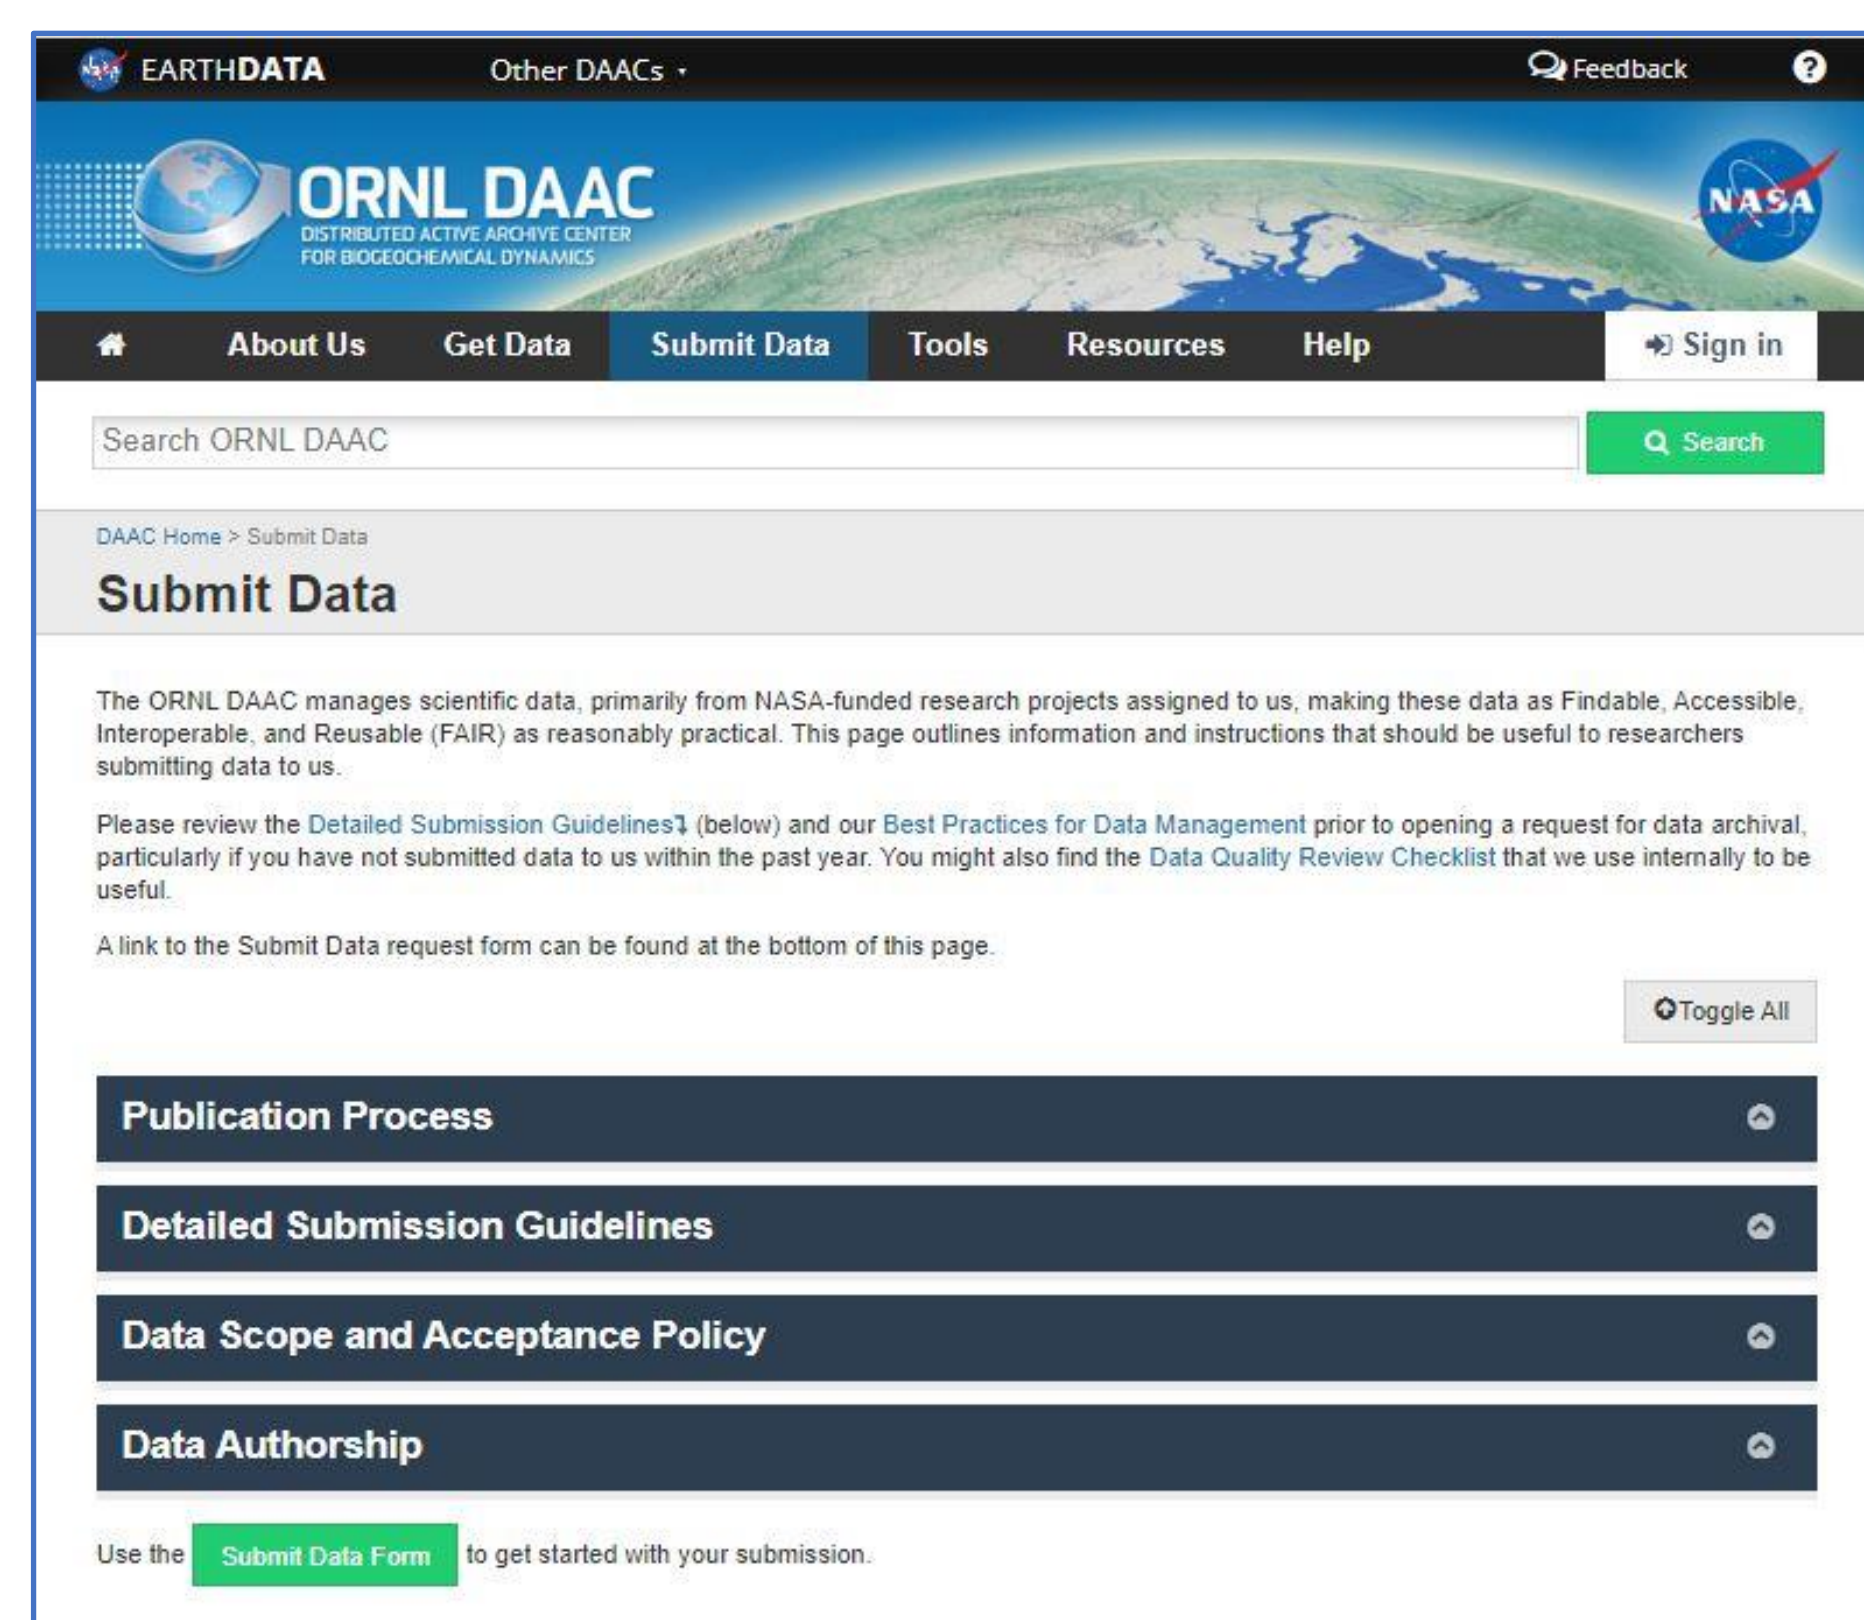 EARTHDATA Other DAACs Feedback ?
ORNL DAAC
DISTRIBUTED ACTIVE ARCHIVE CENTER
FOR BIOGEOCHEMICAL DYNAMICS
NASA
About Us Get Data Submit Data Tools Resources Help Sign in
Search ORNL DAAC Search
DAAC Home > Submit Data
Submit Data
The ORNL DAAC manages scientific data, primarily from NASA-funded research projects assigned to us, making these data as Findable, Accessible,
Interoperable, and Reusable (FAIR) as reasonably practical. This page outlines information and instructions that should be useful to researchers
submitting data to us.
Please review the Detailed Submission Guidelines (below) and our Best Practices for Data Management prior to opening a request for data archival,
particularly if you have not submitted data to us within the past year. You might also find the Data Quality Review Checklist that we use internally to be
useful.
A link to the Submit Data request form can be found at the bottom of this page.
Toggle All
Publication Process
Detailed Submission Guidelines
Data Scope and Acceptance Policy
Data Authorship
Use the Submit Data Form to get started with your submission.